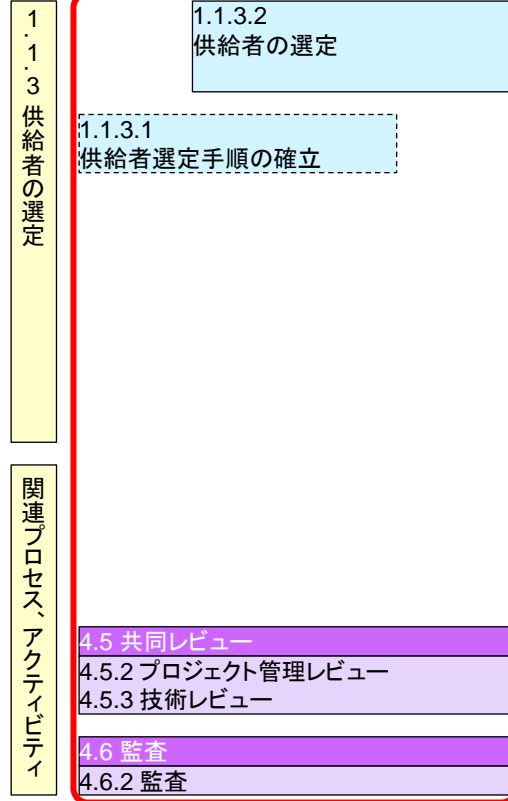 1.1.3 供給者の選定
1.1.3.2
供給者の選定
1.1.3.1
供給者選定手順の確立
関連プロセス、アクティビティ
4.5 共同レビュー
4.5.2 プロジェクト管理レビュー
4.5.3 技術レビュー
4.6 監査
4.6.2 監査